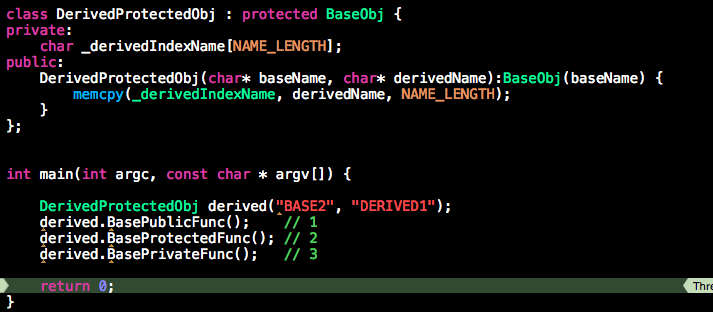 class DerivedProtectedObj : protected BaseObj {
private:
    char _derivedIndexName[NAME_LENGTH];
public:
    DerivedProtectedObj(char* baseName, char* derivedName):BaseObj(baseName) {
        memcpy(_derivedIndexName, derivedName, NAME_LENGTH);
    }
};
int main(int argc, const char * argv[]) {
    DerivedProtectedObj derived("BASE2", "DERIVED1");
    derived.BasePublicFunc();    // 1
    derived.BaseProtectedFunc(); // 2
    derived.BasePrivateFunc();   // 3
    return 0; Thre
}